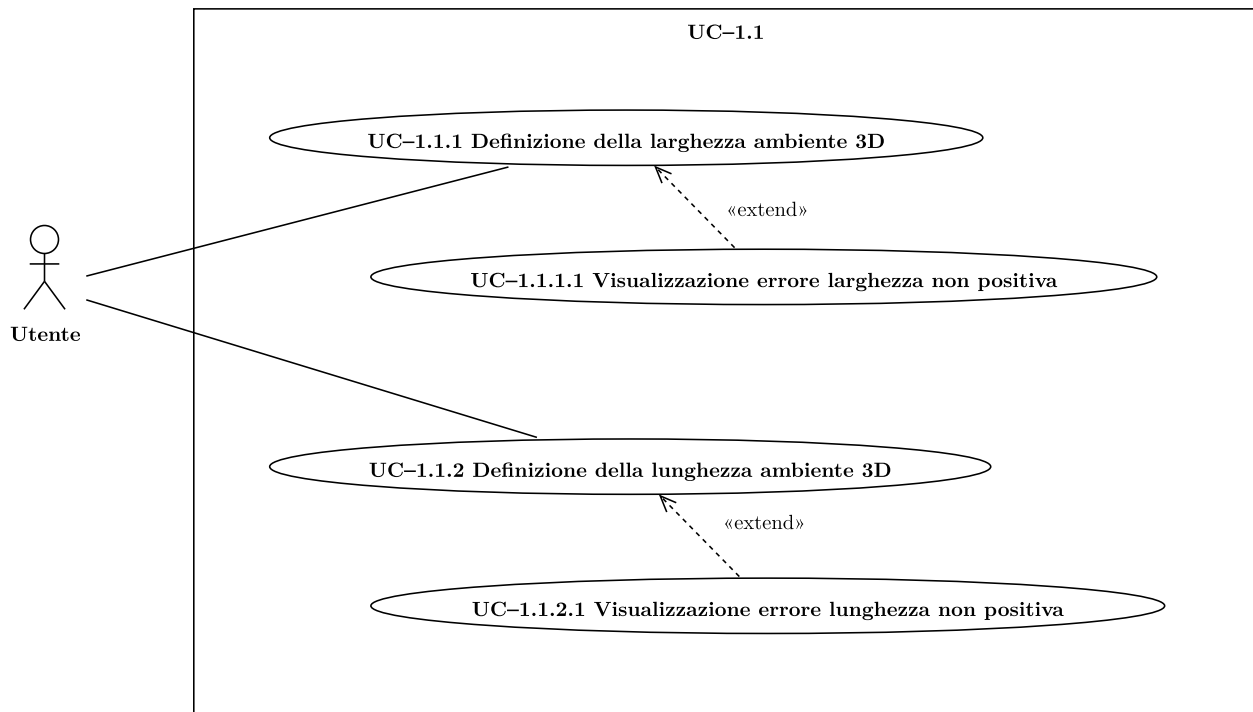 UC–1.1
UC–1.1.1 Definizione della larghezza ambiente 3D
«extend»
UC–1.1.1.1 Visualizzazione errore larghezza non positiva
Utente
UC–1.1.2 Definizione della lunghezza ambiente 3D
«extend»
UC–1.1.2.1 Visualizzazione errore lunghezza non positiva